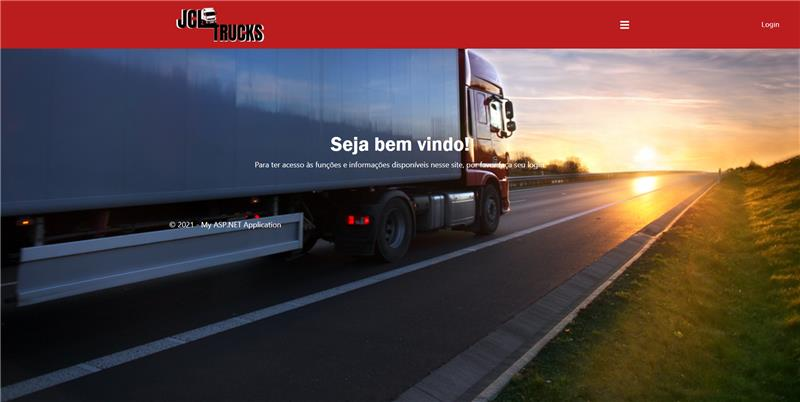 JCL
TRUCKS
Login
Seja bem vindo!
Para ter acesso às funções e informações disponíveis nesse site, por favor faça seu login.
© 2021 - My ASP.NET Application